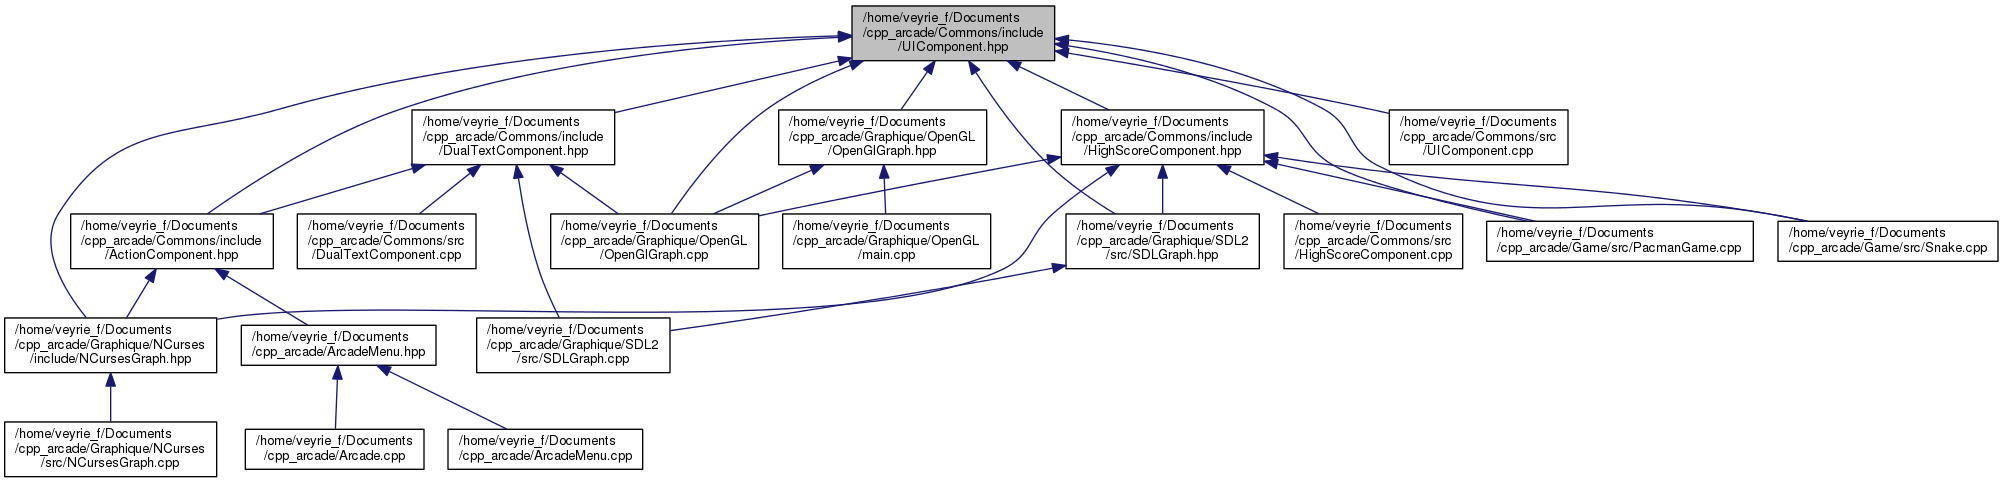 /home/veyrie_f/Documents
/cpp_arcade/Commons/include
/UIComponent.hpp
/home/veyrie_f/Documents
/cpp_arcade/Commons/include
/DualTextComponent.hpp
/home/veyrie_f/Documents
/cpp_arcade/Graphique/OpenGL
/OpenGlGraph.hpp
/home/veyrie_f/Documents
/cpp_arcade/Commons/include
/HighScoreComponent.hpp
/home/veyrie_f/Documents
/cpp_arcade/Commons/src
/UIComponent.cpp
/home/veyrie_f/Documents
/cpp_arcade/Commons/include
/ActionComponent.hpp
/home/veyrie_f/Documents
/cpp_arcade/Commons/src
/DualTextComponent.cpp
/home/veyrie_f/Documents
/cpp_arcade/Graphique/OpenGL
/OpenGlGraph.cpp
/home/veyrie_f/Documents
/cpp_arcade/Graphique/OpenGL
/main.cpp
/home/veyrie_f/Documents
/cpp_arcade/Graphique/SDL2
/src/SDLGraph.hpp
/home/veyrie_f/Documents
/cpp_arcade/Commons/src
/HighScoreComponent.cpp
/home/veyrie_f/Documents
/cpp_arcade/Game/src/PacmanGame.cpp
/home/veyrie_f/Documents
/cpp_arcade/Game/src/Snake.cpp
/home/veyrie_f/Documents
/cpp_arcade/Graphique/NCurses
/include/NCursesGraph.hpp
/home/veyrie_f/Documents
/cpp_arcade/ArcadeMenu.hpp
/home/veyrie_f/Documents
/cpp_arcade/Graphique/SDL2
/src/SDLGraph.cpp
/home/veyrie_f/Documents
/cpp_arcade/Graphique/NCurses
/src/NCursesGraph.cpp
/home/veyrie_f/Documents
/cpp_arcade/Arcade.cpp
/home/veyrie_f/Documents
/cpp_arcade/ArcadeMenu.cpp